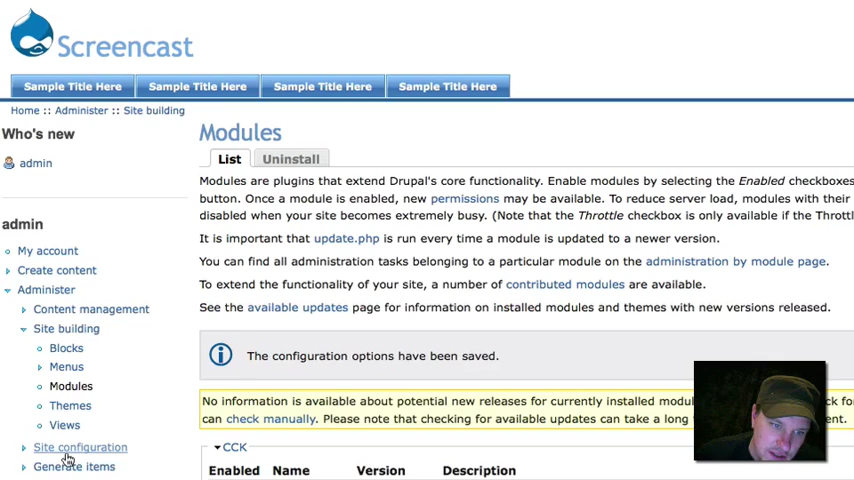 Screencast
Sample Title Here Sample Title Here Sample Title Here Sample Title Here
Home :: Administer :: Site building
Who's new
admin
admin
My account
Create content
Administer
Content management
Site building
Blocks
Menus
Modules
Themes
Views
Site configuration
Generate items
Modules
List Uninstall
Modules are plugins that extend Drupal's core functionality. Enable modules by selecting the Enabled checkboxes
button. Once a module is enabled, new permissions may be available. To reduce server load, modules with their
disabled when your site becomes extremely busy. (Note that the Throttle checkbox is only available if the Throttl
It is important that update.php is run every time a module is updated to a newer version.
You can find all administration tasks belonging to a particular module on the administration by module page.
To extend the functionality of your site, a number of contributed modules are available.
See the available updates page for information on installed modules and themes with new versions released.
The configuration options have been saved.
No information is available about potential new releases for currently installed modul ck for
can check manually. Please note that checking for available updates can take a long ent.
CCK
Enabled Name Version Description